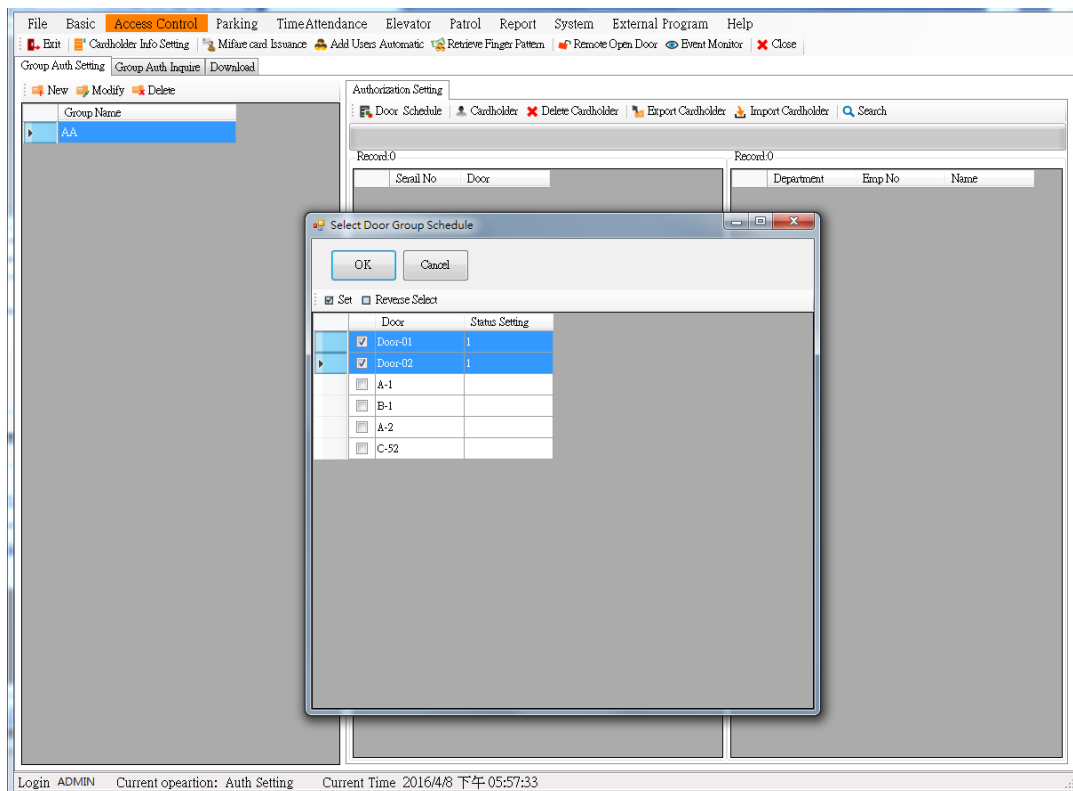 File Basic Access Control Parking TimeAttendance Elevator Patrol Report System External Program Help
Exit Cardholder Info Setting Mifare card Issuance Add Users Automatic Retrieve Finger Pattern Remote Open Door Event Monitor Close
Group Auth Setting Group Auth Inquire Download
New Modify Delete
Authorization Setting
Group Name
Door Schedule Cardholder Delete Cardholder Export Cardholder Import Cardholder Search
AA
Record:0 Record:0
Serail No Door
Department Emp No Name
Select Door Group Schedule
OK Cancel
Set Reverse Select
Door Status Setting
Door-01 1
Door-02 1
A-1
B-1
A-2
C-52
Login ADMIN Current opeartion: Auth Setting Current Time 2016/4/8 下午 05:57:33